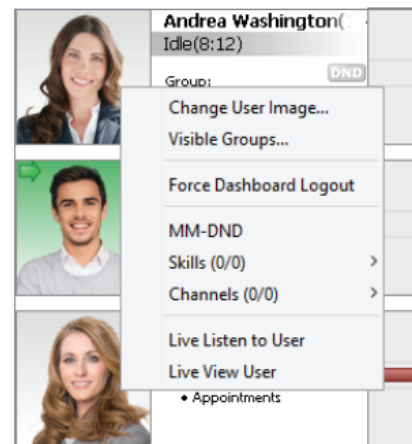 Andrea Washington(
Idle(8:12)
Group:
DND
Change User Image...
Visible Groups...
Force Dashboard Logout
MM-DND
Skills (0/0)
Channels (0/0)
Live Listen to User
Live View User
• Appointments